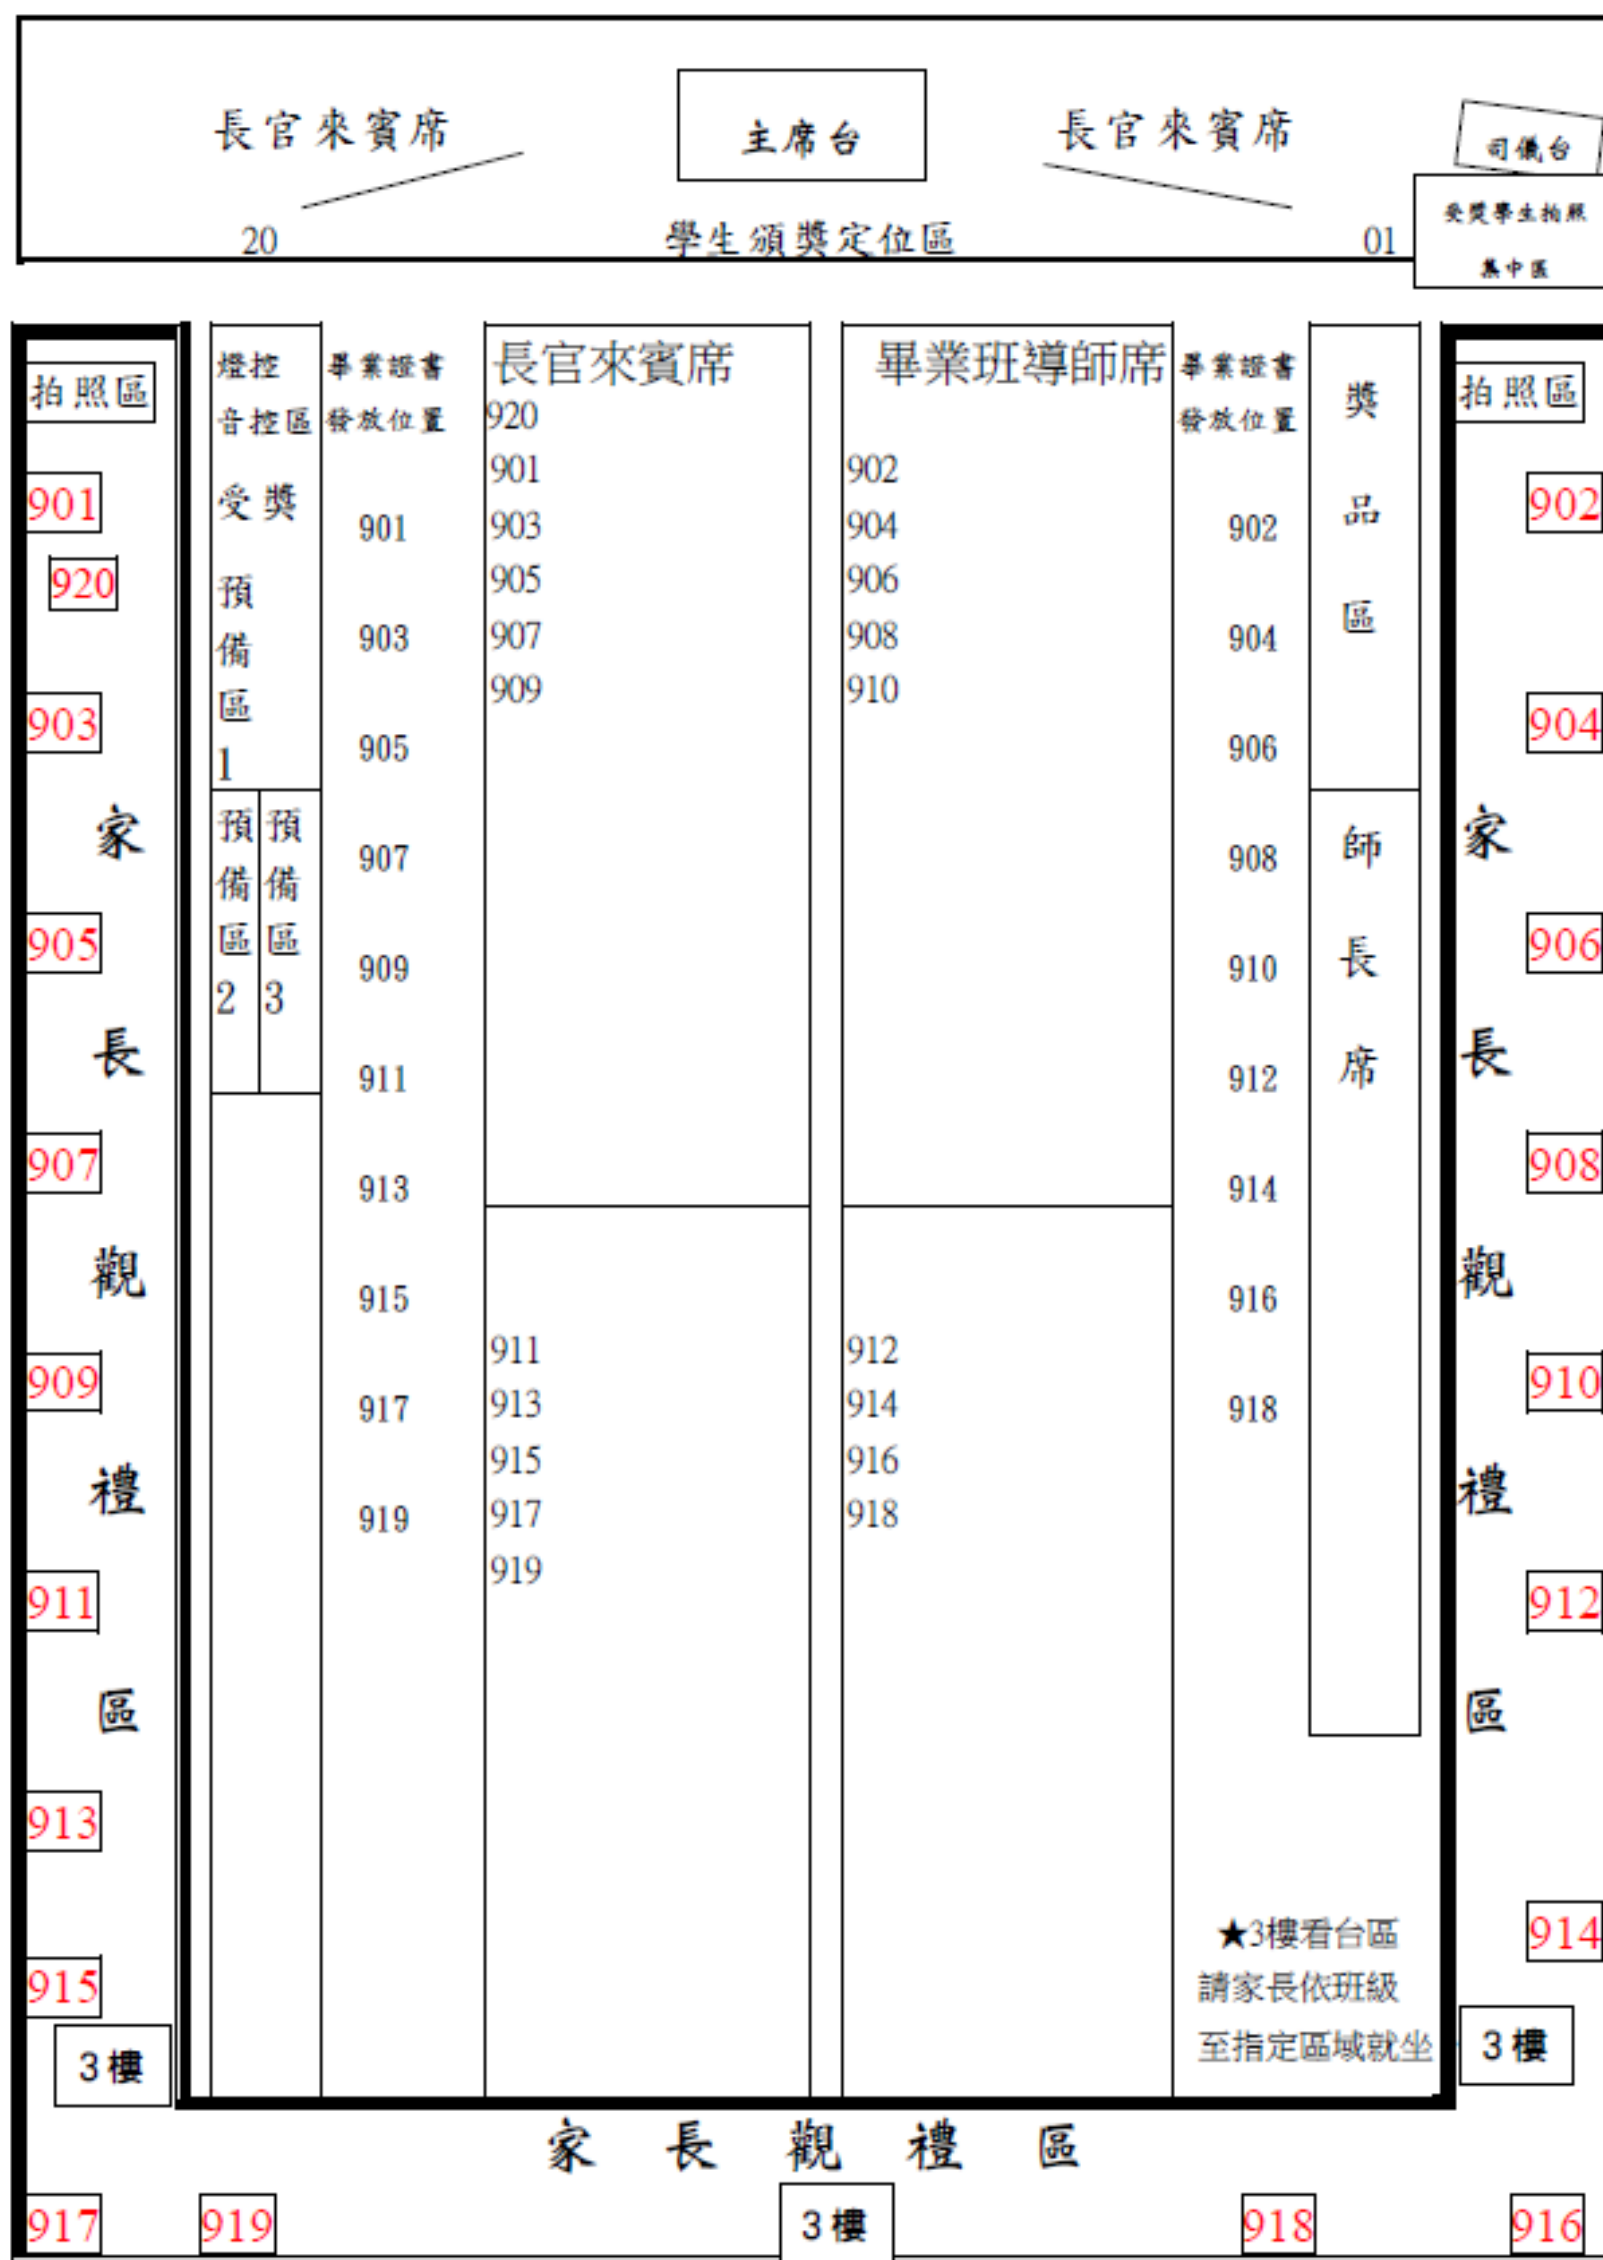 長官來賓席
主席台
長官來賓席
司儀台
受獎學生拍照
集中區
20
學生頒獎定位區
01
拍照區
901
920
903
905
907
909
911
913
915
3樓
家
長
觀
禮
區
燈控
音控區
受獎
預
備
區
1
預
備
區
2
預
備
區
3
畢業證書
發放位置
901
903
905
907
909
911
913
915
917
919
長官來賓席
920
901
903
905
907
909
911
913
915
917
919
畢業班導師席
902
904
906
908
910
912
914
916
918
畢業證書
發放位置
902
904
906
908
910
912
914
916
918
獎
品
區
師
長
席
★3樓看台區
請家長依班級
至指定區域就坐
拍照區
902
904
906
908
910
912
914
3樓
家
長
觀
禮
區
家長觀禮區
917
919
3樓
918
916